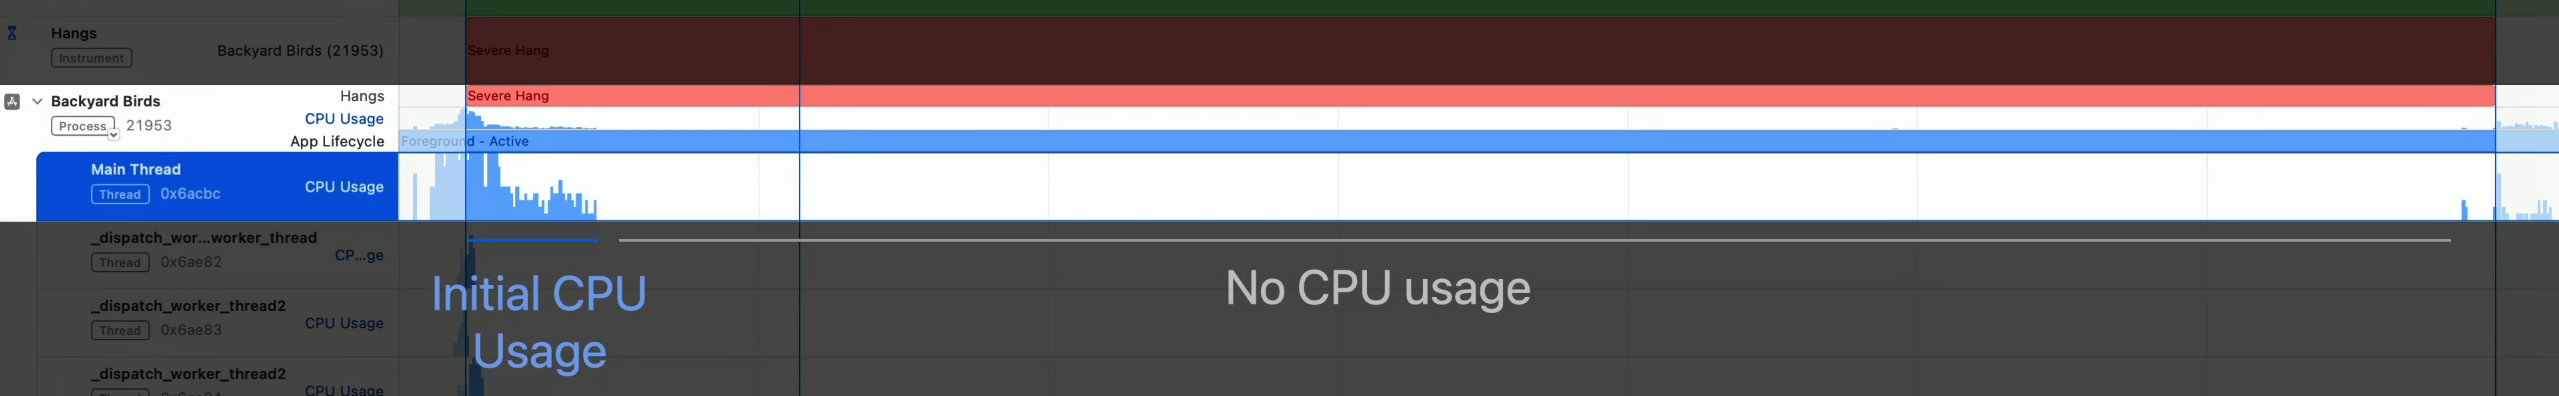 Hangs
Instrument
Backyard Birds (21953)
Severe Hang
Backyard Birds
Process 21953
Hangs
CPU Usage
App Lifecycle
Severe Hang
Foreground - Active
Main Thread
Thread 0x6acbc
CPU Usage
_dispatch_wor...worker_thread
Thread 0x6ae82
CP...ge
_dispatch_worker_thread2
Thread 0x6ae83
CPU Usage
_dispatch_worker_thread2
CPU Usage
Initial CPU
Usage
No CPU usage